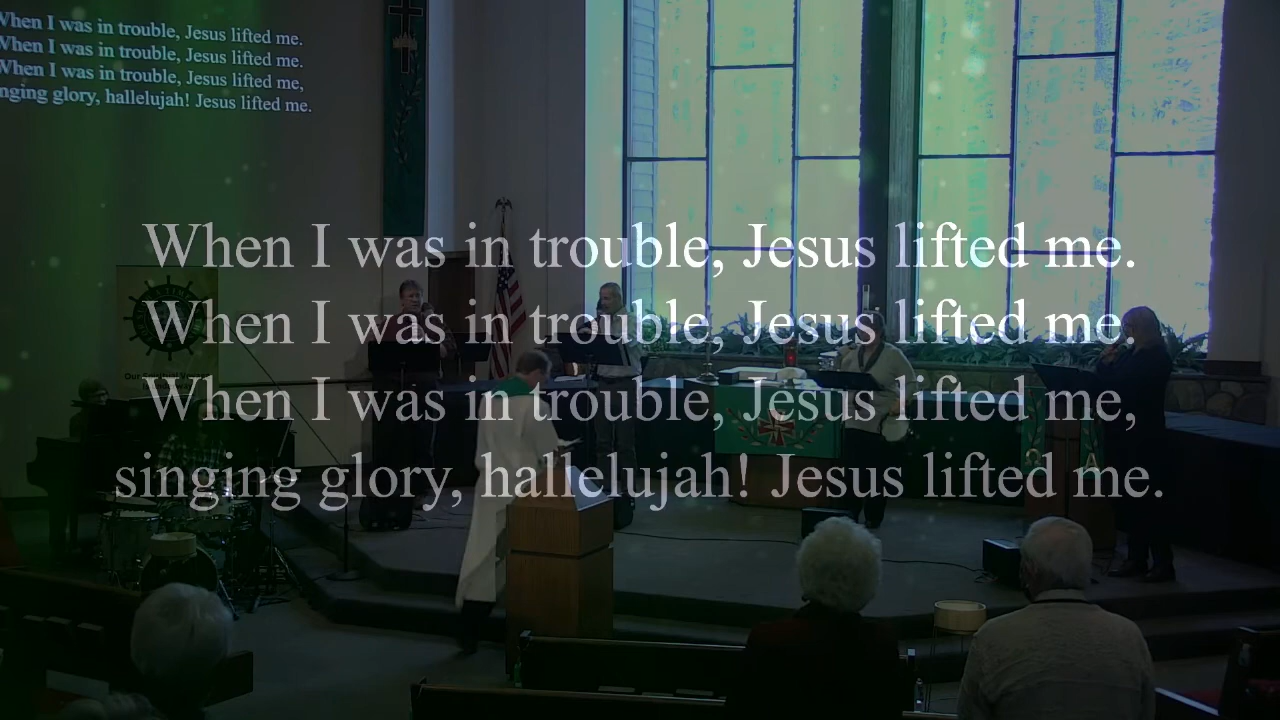 When I was in trouble, Jesus lifted me.
When I was in trouble, Jesus lifted me.
When I was in trouble, Jesus lifted me,
nging glory, hallelujah! Jesus lifted me.
When I was in trouble, Jesus lifted me.
When I was in trouble, Jesus lifted me.
When I was in trouble, Jesus lifted me,
singing glory, hallelujah! Jesus lifted me.
A